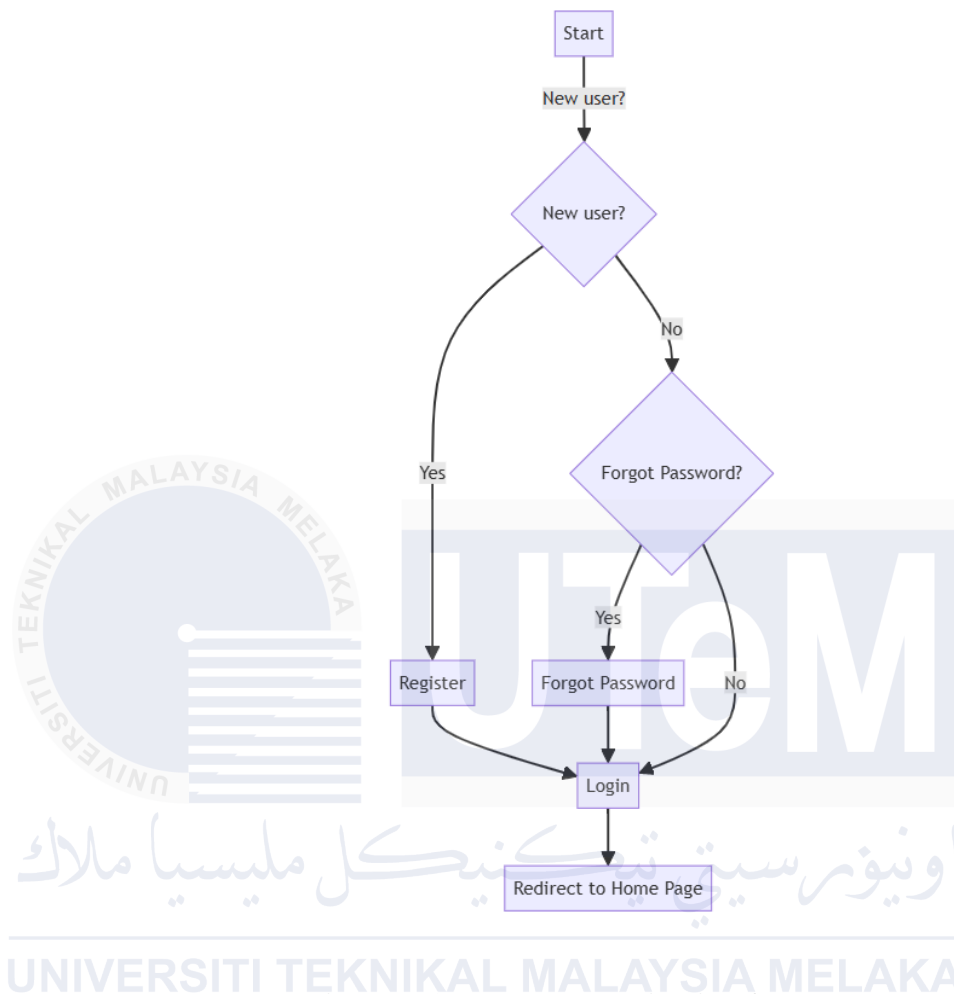 Start
New user?
New user?
No
Forgot Password?
Yes
Yes
Register
Forgot Password
No
Login
Redirect to Home Page
UNIVERSITI TEKNIKAL MALAYSIA MELAKA
UTeM
اونيۏرسيتي تيكنيكل مليسيا ملاك
UNIVERSITI TEKNIKAL MALAYSIA MELAKA